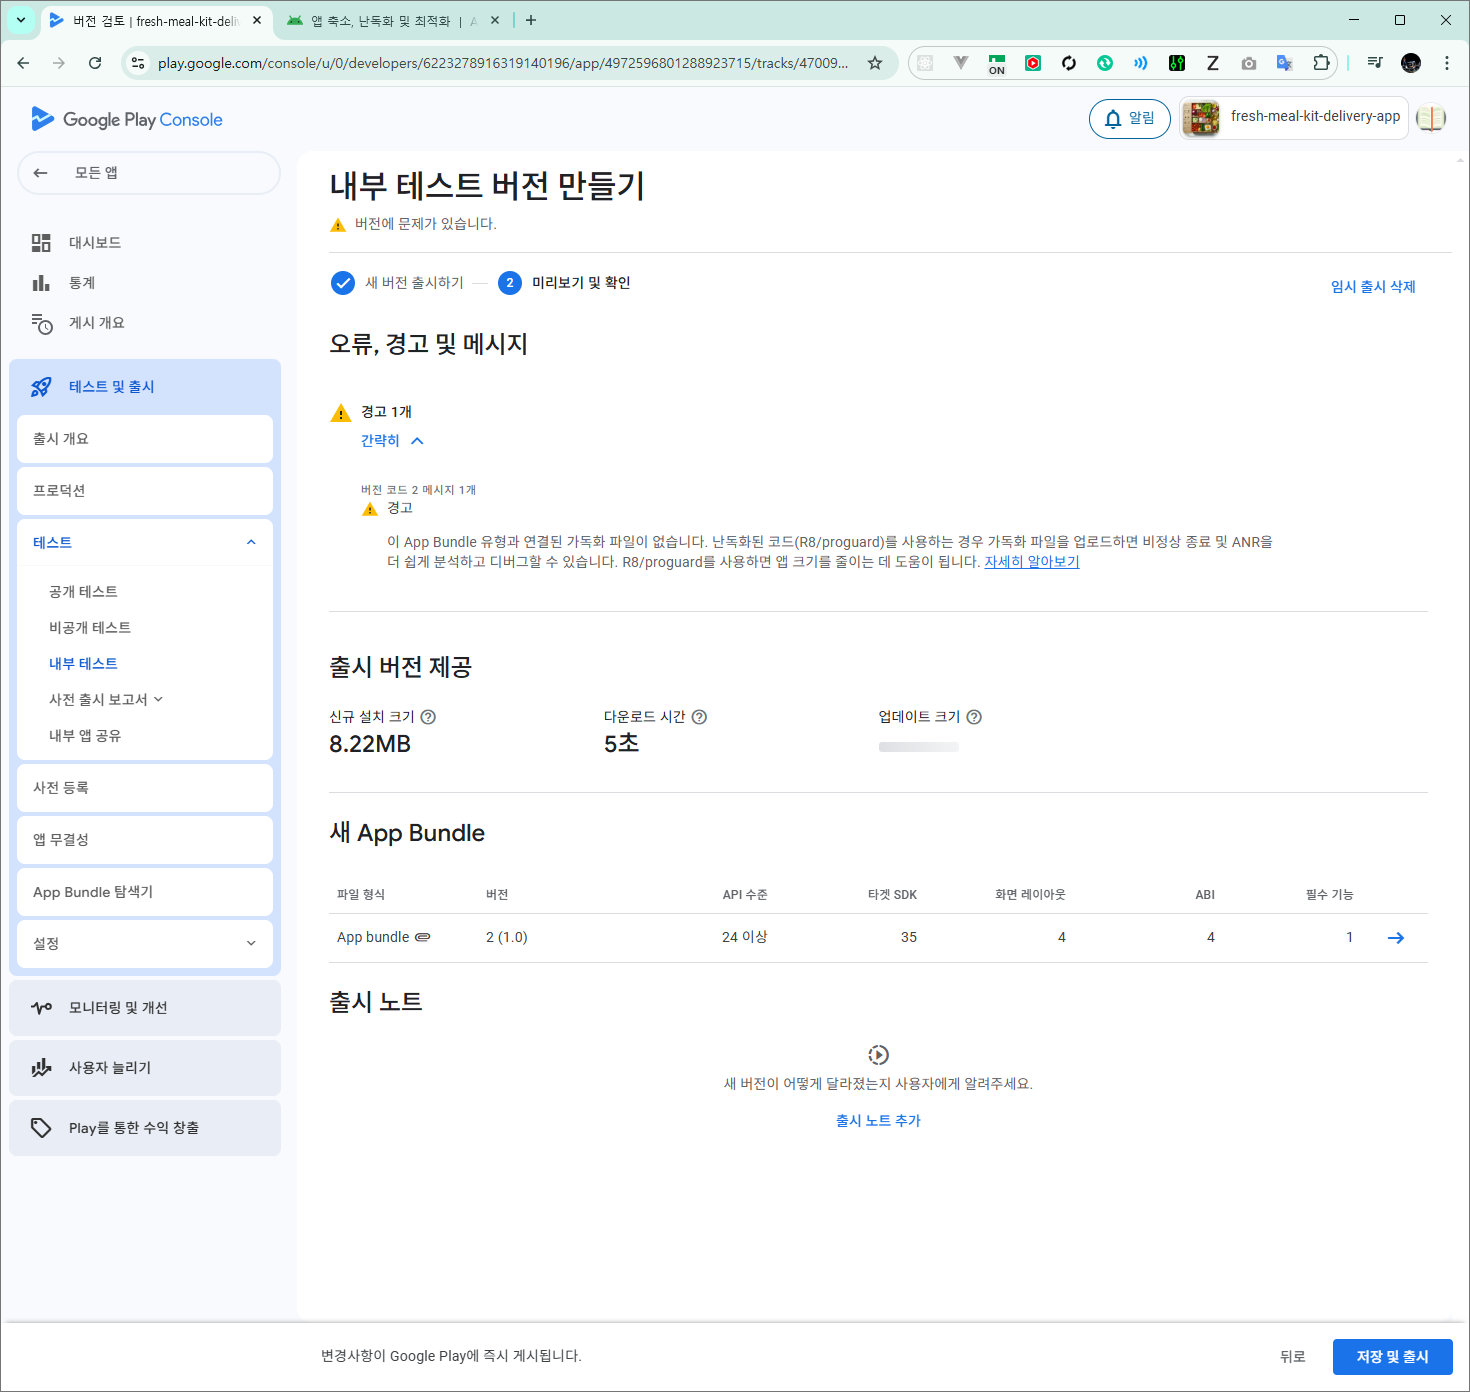 버전 검토 | fresh-meal-kit-deliv
앱 축소, 난독화 및 최적화 | A
play.google.com/console/u/0/developers/6223278916319140196/app/4972596801288923715/tracks/47009...
ON
Google Play Console
알림
fresh-meal-kit-delivery-app
모든 앱
대시보드
통계
게시 개요
테스트 및 출시
출시 개요
프로덕션
테스트
공개 테스트
비공개 테스트
내부 테스트
사전 출시 보고서
내부 앱 공유
사전 등록
앱 무결성
App Bundle 탐색기
설정
모니터링 및 개선
사용자 늘리기
Play를 통한 수익 창출
내부 테스트 버전 만들기
버전에 문제가 있습니다.
새 버전 출시하기
2 미리보기 및 확인
임시 출시 삭제
오류, 경고 및 메시지
경고 1개
간략히
버전 코드 2 메시지 1개
경고
이 App Bundle 유형과 연결된 가독화 파일이 없습니다. 난독화된 코드(R8/proguard)를 사용하는 경우 가독화 파일을 업로드하면 비정상 종료 및 ANR을
더 쉽게 분석하고 디버그할 수 있습니다. R8/proguard를 사용하면 앱 크기를 줄이는 데 도움이 됩니다. 자세히 알아보기
출시 버전 제공
신규 설치 크기 다운로드 시간 업데이트 크기
8.22MB 5초
새 App Bundle
파일 형식 버전 API 수준 타겟 SDK 화면 레이아웃 ABI 필수 기능
App bundle 2 (1.0) 24 이상 35 4 4 1
출시 노트
새 버전이 어떻게 달라졌는지 사용자에게 알려주세요.
출시 노트 추가
변경사항이 Google Play에 즉시 게시됩니다.
뒤로
저장 및 출시